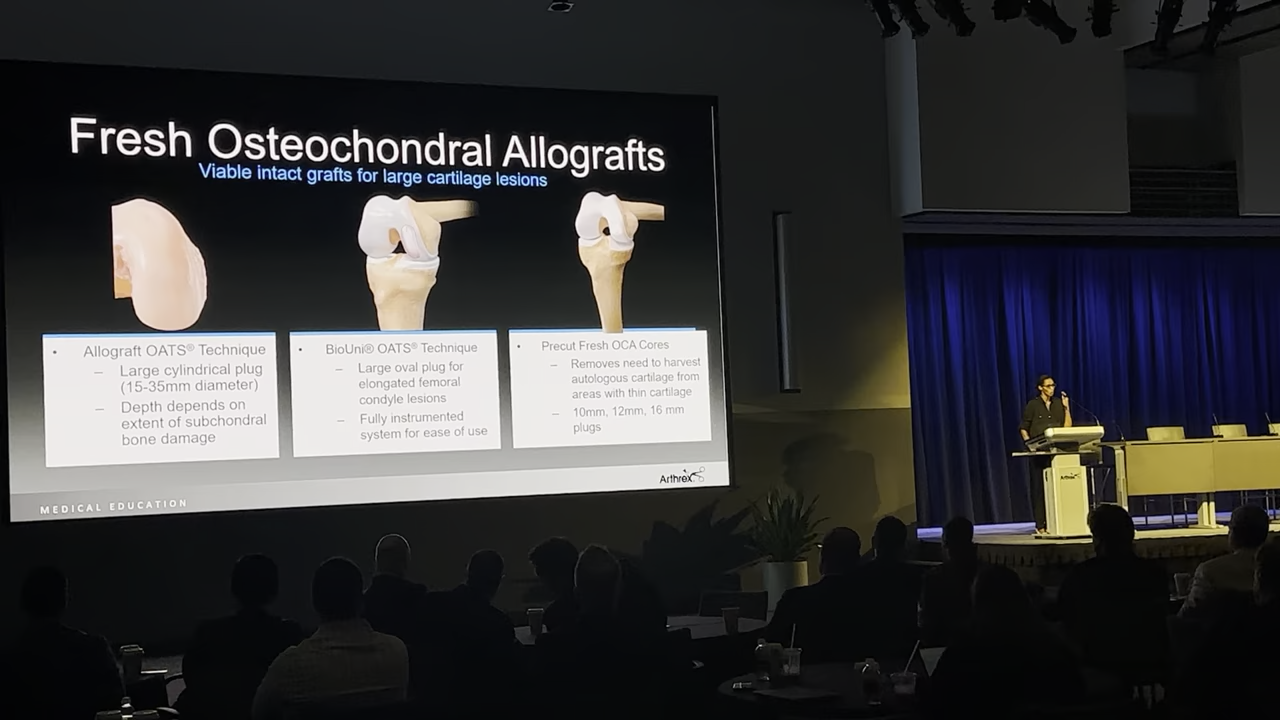 Fresh Osteochondral Allografts
Viable intact grafts for large cartilage lesions
• Allograft OATS® Technique
– Large cylindrical plug
(15-35mm diameter)
– Depth depends on
extent of subchondral
bone damage
• BioUni® OATS® Technique
– Large oval plug for
elongated femoral
condyle lesions
– Fully instrumented
system for ease of use
• Precut Fresh OCA Cores
– Removes need to harvest
autologous cartilage from
areas with thin cartilage
– 10mm, 12mm, 16 mm
plugs
Arthrex
MEDICAL EDUCATION
Arthrex